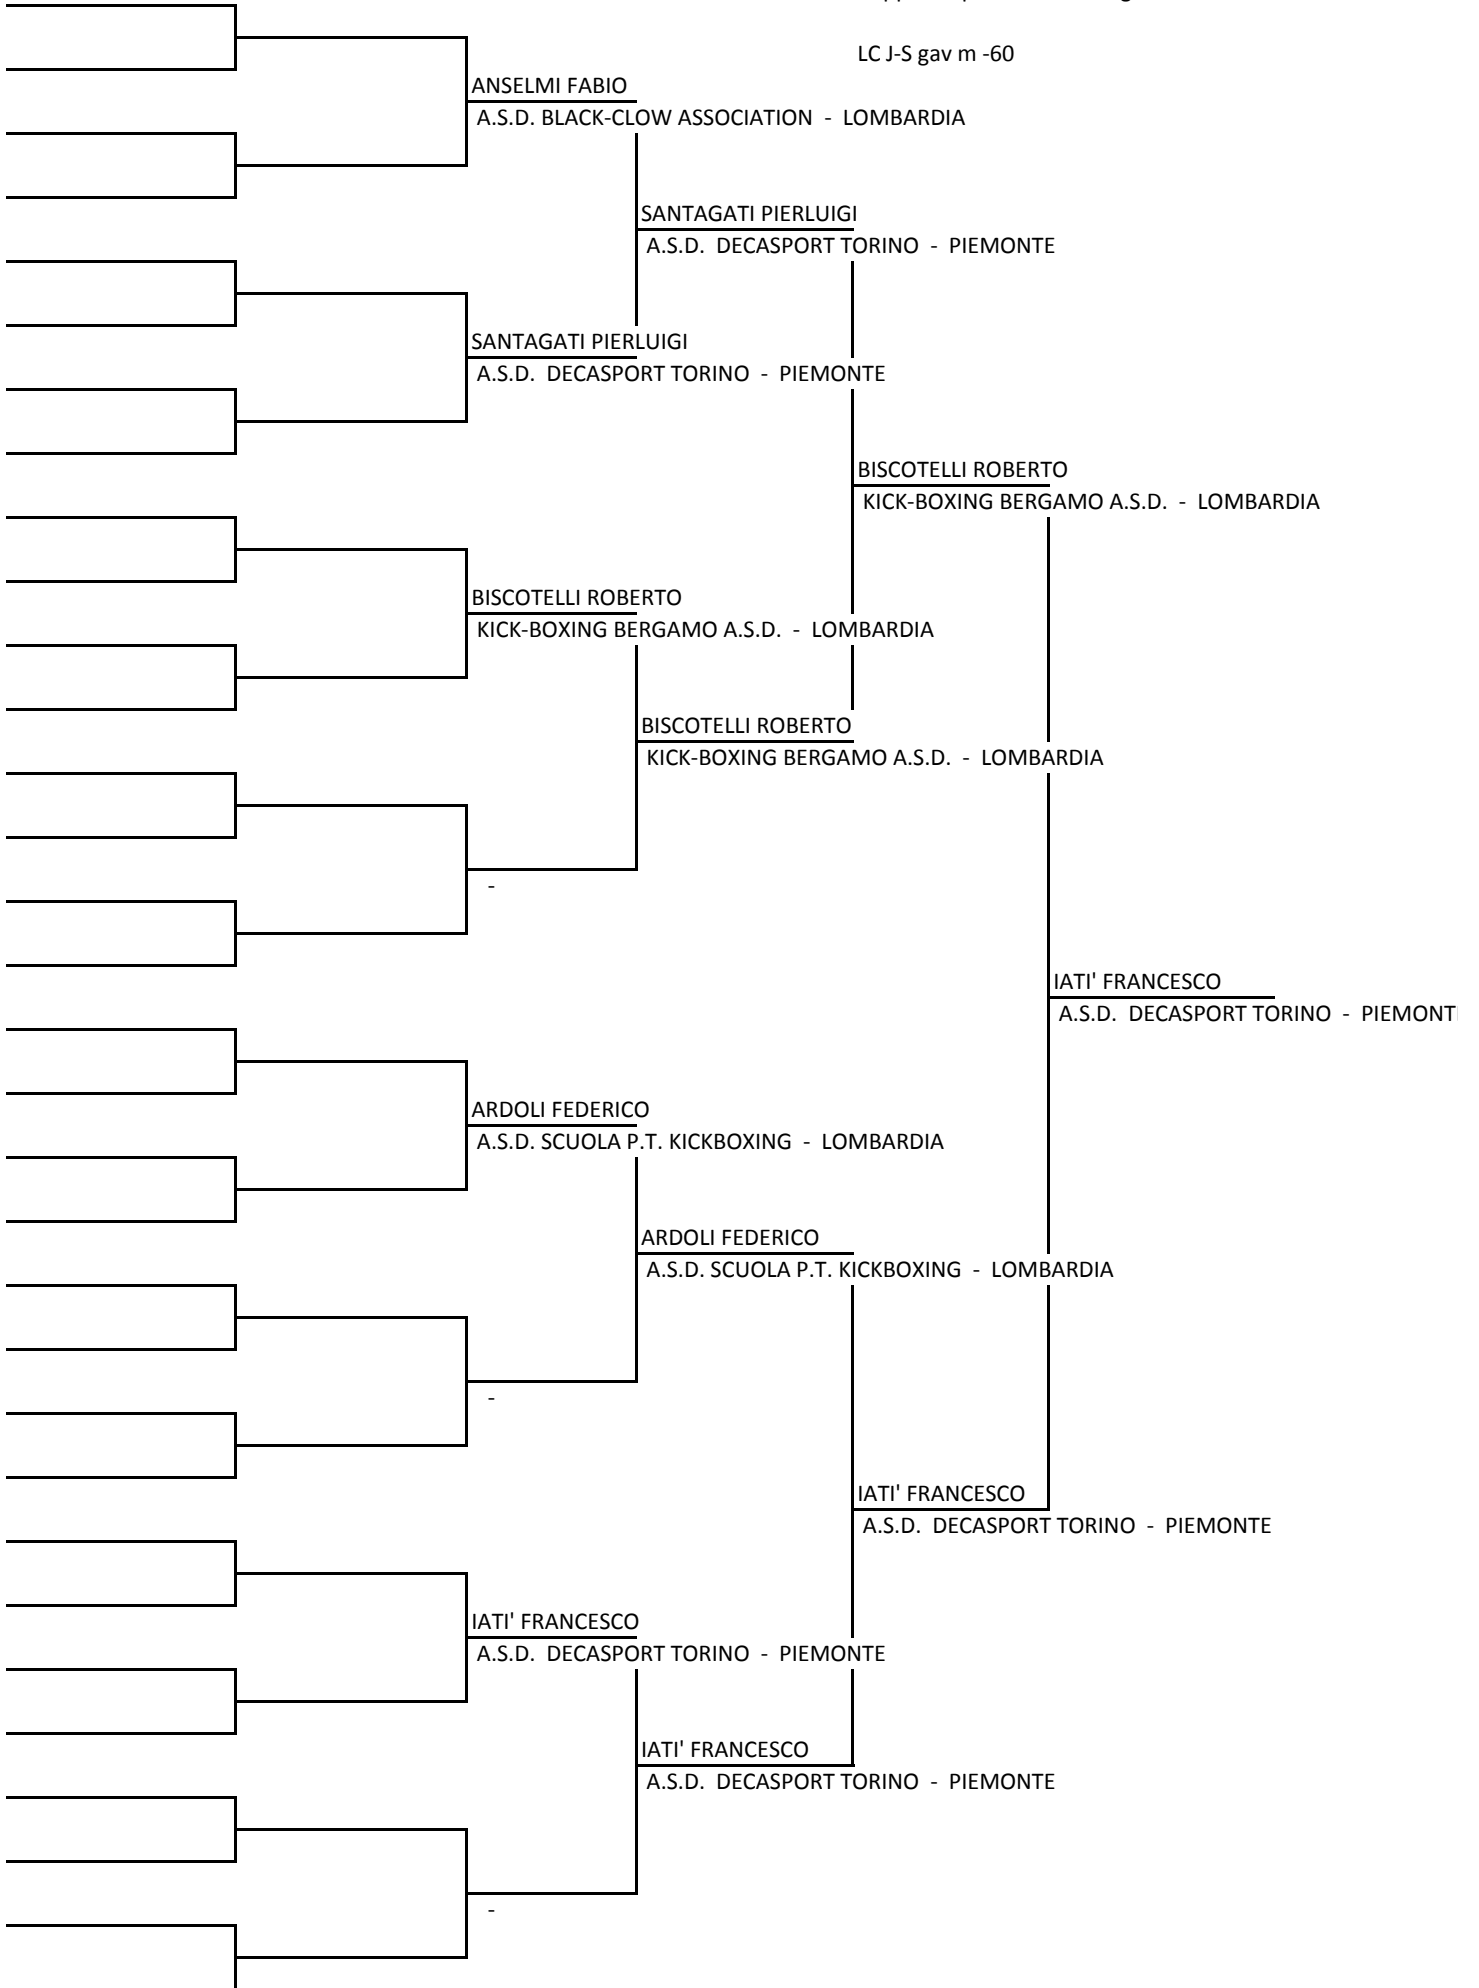 LC J-S gav m -60
ANSELMI FABIO
A.S.D. BLACK-CLOW ASSOCIATION - LOMBARDIA
SANTAGATI PIERLUIGI
A.S.D. DECASPORT TORINO - PIEMONTE
SANTAGATI PIERLUIGI
A.S.D. DECASPORT TORINO - PIEMONTE
BISCOTELLI ROBERTO
KICK-BOXING BERGAMO A.S.D. - LOMBARDIA
BISCOTELLI ROBERTO
KICK-BOXING BERGAMO A.S.D. - LOMBARDIA
BISCOTELLI ROBERTO
KICK-BOXING BERGAMO A.S.D. - LOMBARDIA
-
IATI' FRANCESCO
A.S.D. DECASPORT TORINO - PIEMONT
ARDOLI FEDERICO
A.S.D. SCUOLA P.T. KICKBOXING - LOMBARDIA
ARDOLI FEDERICO
A.S.D. SCUOLA P.T. KICKBOXING - LOMBARDIA
-
IATI' FRANCESCO
A.S.D. DECASPORT TORINO - PIEMONTE
IATI' FRANCESCO
A.S.D. DECASPORT TORINO - PIEMONTE
IATI' FRANCESCO
A.S.D. DECASPORT TORINO - PIEMONTE
-